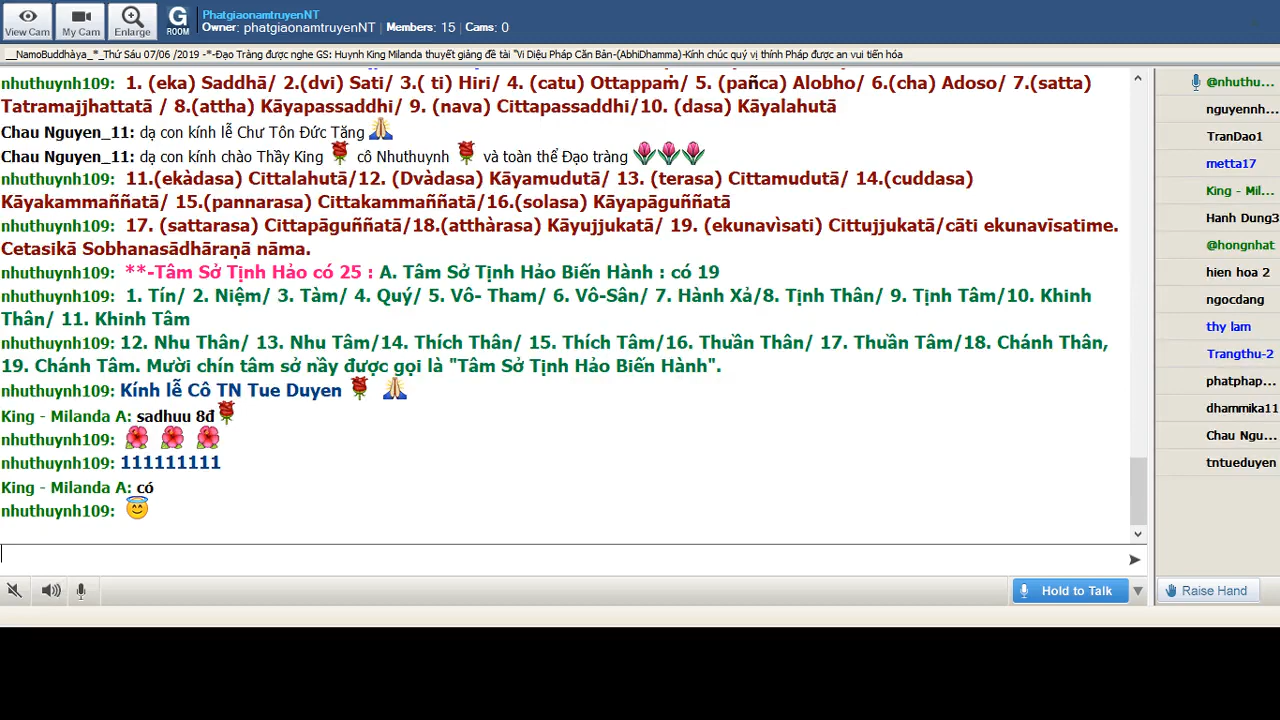 View Cam
My Cam
Enlarge
G
ROOM
PhatgiaonamtruyenNT
Owner: phatgiaonamtruyenNT | Members: 15 | Cams: 0
__NamoBuddhàya_*_Thứ Sáu 07/06 /2019 -*-Đạo Tràng được nghe GS: Huynh King Milanda thuyết giảng đề tài "Vi Diệu Pháp Căn Bản-(AbhiDhamma)-Kính chúc quý vị thính Pháp được an vui tiến hóa
nhuthuynh109: 1. (eka) Saddhā/ 2.(dvi) Sati/ 3.( ti) Hiri/ 4. (catu) Ottappaṁ/ 5. (pañca) Alobho/ 6.(cha) Adoso/ 7.(satta)
Tatramajjhattatā / 8.(attha) Kāyapassaddhi/ 9. (nava) Cittapassaddhi/10. (dasa) Kāyalahutā
Chau Nguyen_11: dạ con kính lễ Chư Tôn Đức Tăng 🙏
Chau Nguyen_11: dạ con kính chào Thầy King 🌹 cô Nhuthuynh 🌹 và toàn thể Đạo tràng 🌷🌷🌷
nhuthuynh109: 11.(ekàdasa) Cittalahutā/12. (Dvàdasa) Kāyamudutā/ 13. (terasa) Cittamudutā/ 14.(cuddasa)
Kāyakammaññatā/ 15.(pannarasa) Cittakammaññatā/16.(solasa) Kāyapāguññatā
nhuthuynh109: 17. (sattarasa) Cittapāguññatā/18.(atthàrasa) Kāyujjukatā/ 19. (ekunavìsati) Cittujjukatā/cāti ekunavìsatime.
Cetasikā Sobhanasādhāraṇā nāma.
nhuthuynh109: **-Tâm Sở Tịnh Hảo có 25 : A. Tâm Sở Tịnh Hảo Biến Hành : có 19
nhuthuynh109: 1. Tín/ 2. Niệm/ 3. Tàm/ 4. Quý/ 5. Vô- Tham/ 6. Vô-Sân/ 7. Hành Xả/8. Tịnh Thân/ 9. Tịnh Tâm/10. Khinh
Thân/ 11. Khinh Tâm
nhuthuynh109: 12. Nhu Thân/ 13. Nhu Tâm/14. Thích Thân/ 15. Thích Tâm/16. Thuần Thân/ 17. Thuần Tâm/18. Chánh Thân,
19. Chánh Tâm. Mười chín tâm sở nầy được gọi là "Tâm Sở Tịnh Hảo Biến Hành".
nhuthuynh109: Kính lễ Cô TN Tue Duyen 🌹 🙏
King - Milanda A: sadhuu 8đ🌹
nhuthuynh109: 🌺 🌺 🌺
nhuthuynh109: 111111111
King - Milanda A: có
nhuthuynh109: 😇
@nhuthu...
nguyennh...
TranDao1
metta17
King - Mil...
Hanh Dung3
@hongnhat
hien hoa 2
ngocdang
thy lam
Trangthu-2
phatphap...
dhammika11
Chau Ngu...
tntueduyen
Hold to Talk
Raise Hand